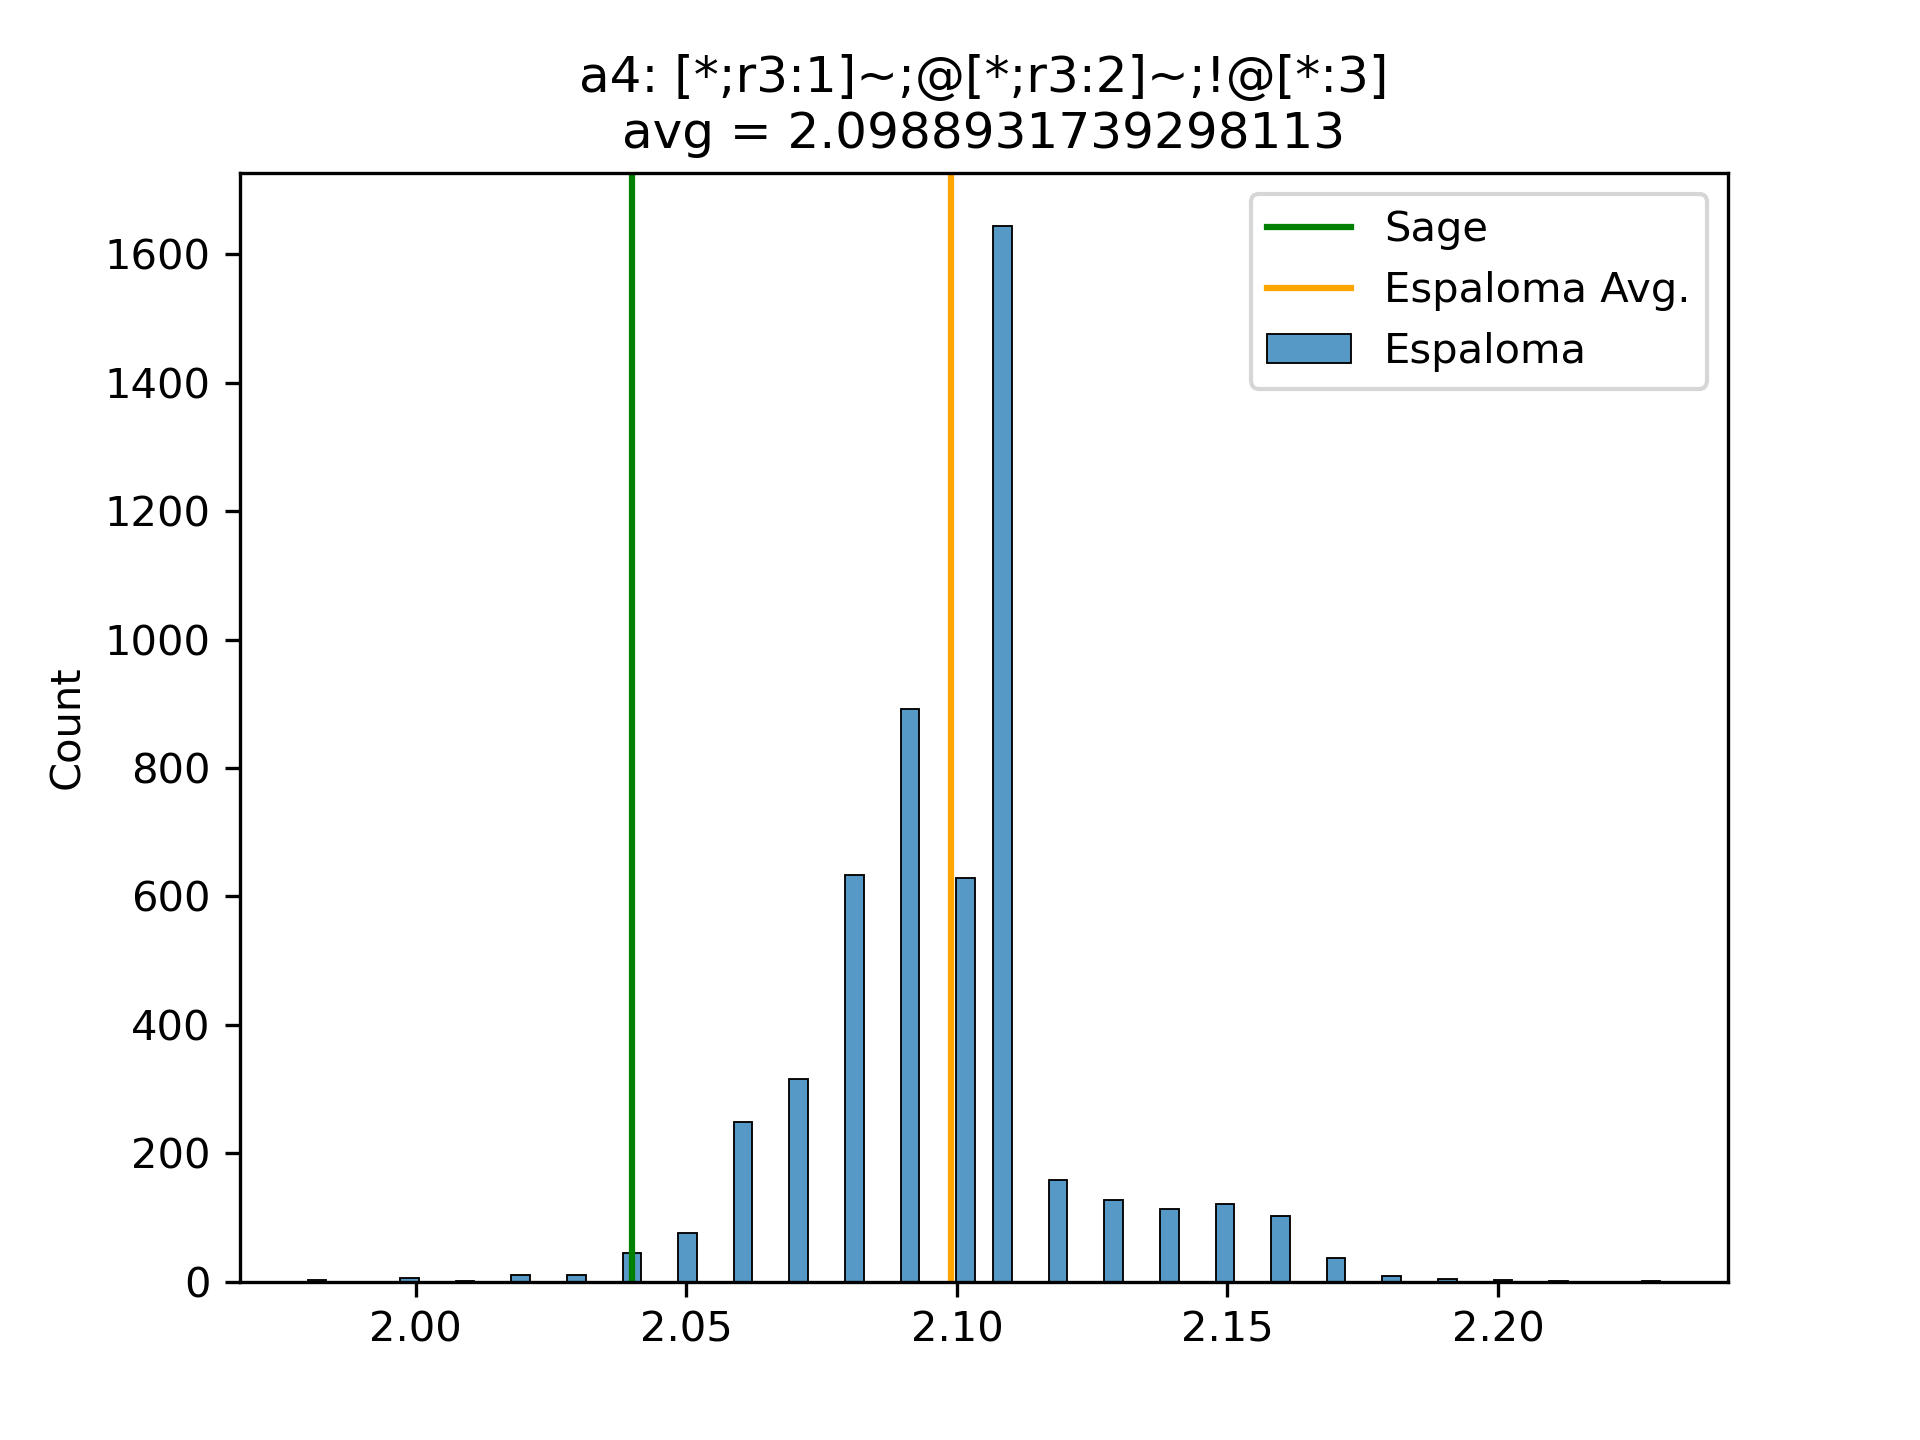 a4: [*;r3:1]~;@[*;r3:2]~;!@[*:3]
avg = 2.0988931739298113
Sage
Espaloma Avg.
Espaloma
1600
1400
1200
1000
800
600
400
200
0
Count
2.00 2.05 2.10 2.15 2.20